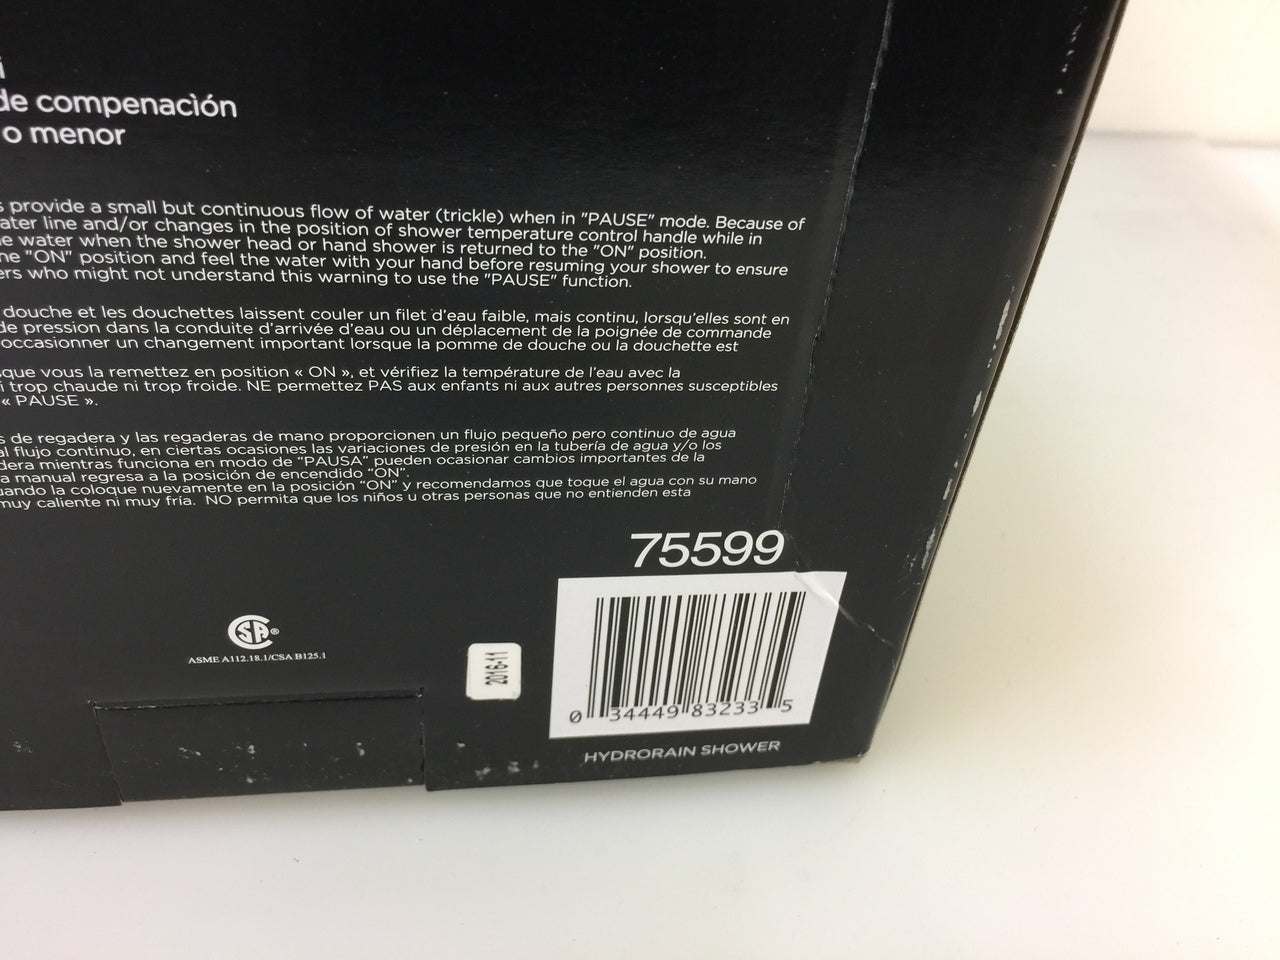 de compenaciòn
o menor
provide a small but continuous flow of water (trickle) when in "PAUSE" mode. Because of
ater line and/or changes in the position of shower temperature control handle while in
e water when the shower head or hand shower is returned to the "ON" position.
he "ON" position and feel the water with your hand before resuming your shower to ensure
ers who might not understand this warning to use the "PAUSE" function.
douche et les douchettes laissent couler un filet d'eau faible, mais continu, lorsqu'elles sont en
de pression dans la conduite d'arrivée d'eau ou un déplacement de la poignée de commande
occasionner un changement important lorsque la pomme de douche ou la douchette est
que vous la remettez en position « ON », et vérifiez la température de l'eau avec la
i trop chaude ni trop froide. NE permettez PAS aux enfants ni aux autres personnes susceptibles
« PAUSE ».
s de regadera y las regaderas de mano proporcionen un flujo pequeño pero continuo de agua
al flujo continuo, en ciertas ocasiones las variaciones de presión en la tubería de agua y/o los
dera mientras funciona en modo de "PAUSA" pueden ocasionar cambios importantes de la
a manual regresa a la posición de encendido "ON".
uando la coloque nuevamente en la posición "ON" y recomendamos que toque el agua con su mano
muy caliente ni muy fría. NO permita que los niños u otras personas que no entienden esta
75599
SA®
ASME A112.18.1/CSA B125.1
2016-11
0 34449 83233 5
HYDRORAIN SHOWER